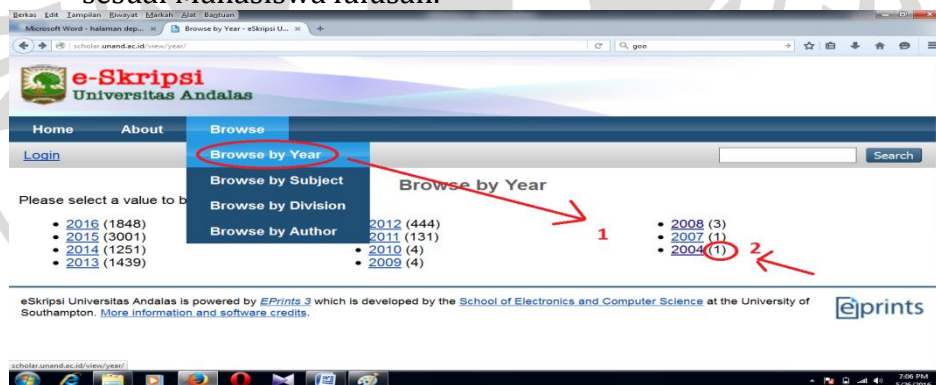 sesuai Mahasiswa lulusan.
Berkas Edit Tampilan Riwayat Markah Alat Bantuan
Microsoft Word - halaman dep... × Browse by Year - eSkripsi U... × +
scholar.unand.ac.id/view/year/
goo
e-Skripsi
Universitas Andalas
Home About Browse
Login Browse by Year Search
Browse by Subject
Browse by Year
Please select a value to b
Browse by Division
Browse by Author
2016 (1848) 2012 (444) 2008 (3)
2015 (3001) 2011 (131) 1 2007 (1)
2014 (1251) 2010 (4) 2004 (1) 2
2013 (1439) 2009 (4)
eSkripsi Universitas Andalas is powered by EPrints 3 which is developed by the School of Electronics and Computer Science at the University of
Southampton. More information and software credits.
eprints
scholar.unand.ac.id/view/year/
7:06 PM